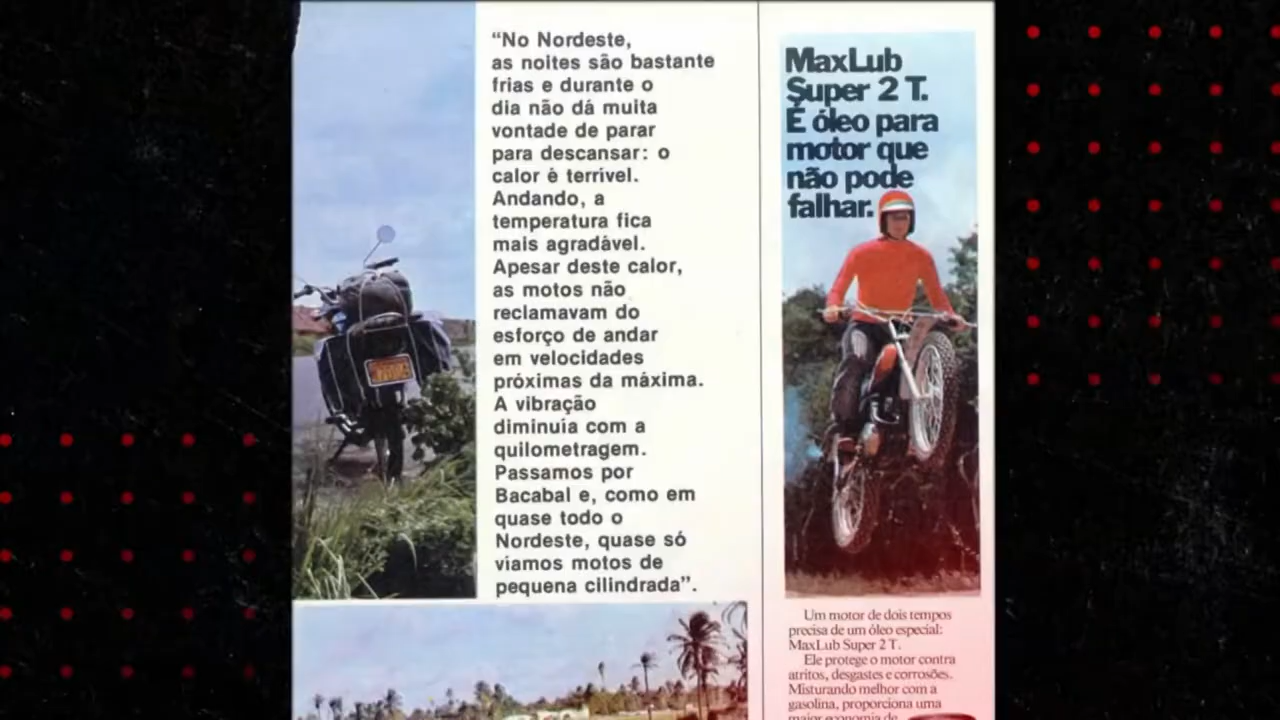 “No Nordeste,
as noites são bastante
frias e durante o
dia não dá muita
vontade de parar
para descansar: o
calor è terrível.
Andando, a
temperatura fica
mais agradável.
Apesar deste calor,
as motos não
reclamavam do
esforço de andar
em velocidades
próximas da máxima.
A vibração
diminuía com a
quilometragem.
Passamos por
Bacabal e, como em
quase todo o
Nordeste, quase só
víamos motos de
pequena cilindrada”.
MaxLub
Super 2 T.
É óleo para
motor que
não pode
falhar.
Um motor de dois tempos
precisa de um óleo especial:
MaxLub Super 2 T.
Ele protege o motor contra
atritos, desgastes e corrosões.
Misturando melhor com a
gasolina, proporciona uma
maior economia de